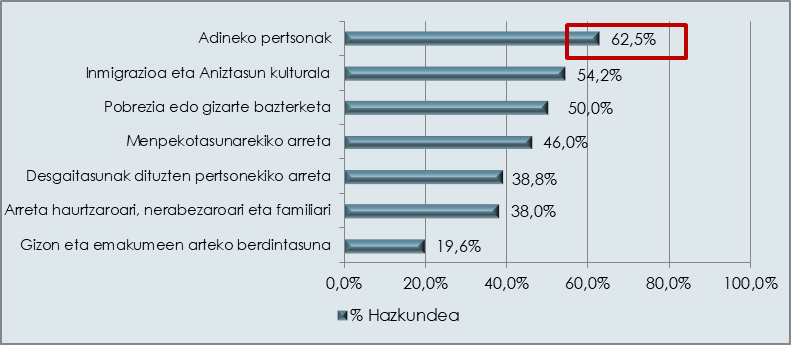 Adineko pertsonak 62,5%
Inmigrazioa eta Aniztasun kulturala 54,2%
Pobrezia edo gizarte bazterketa 50,0%
Menpekotasunarekiko arreta 46,0%
Desgaitasunak dituzten pertsonekiko arreta 38,8%
Arreta haurtzaroari, nerabezaroari eta familiari 38,0%
Gizon eta emakumeen arteko berdintasuna 19,6%
0,0% 20,0% 40,0% 60,0% 80,0% 100,0%
% Hazkundea